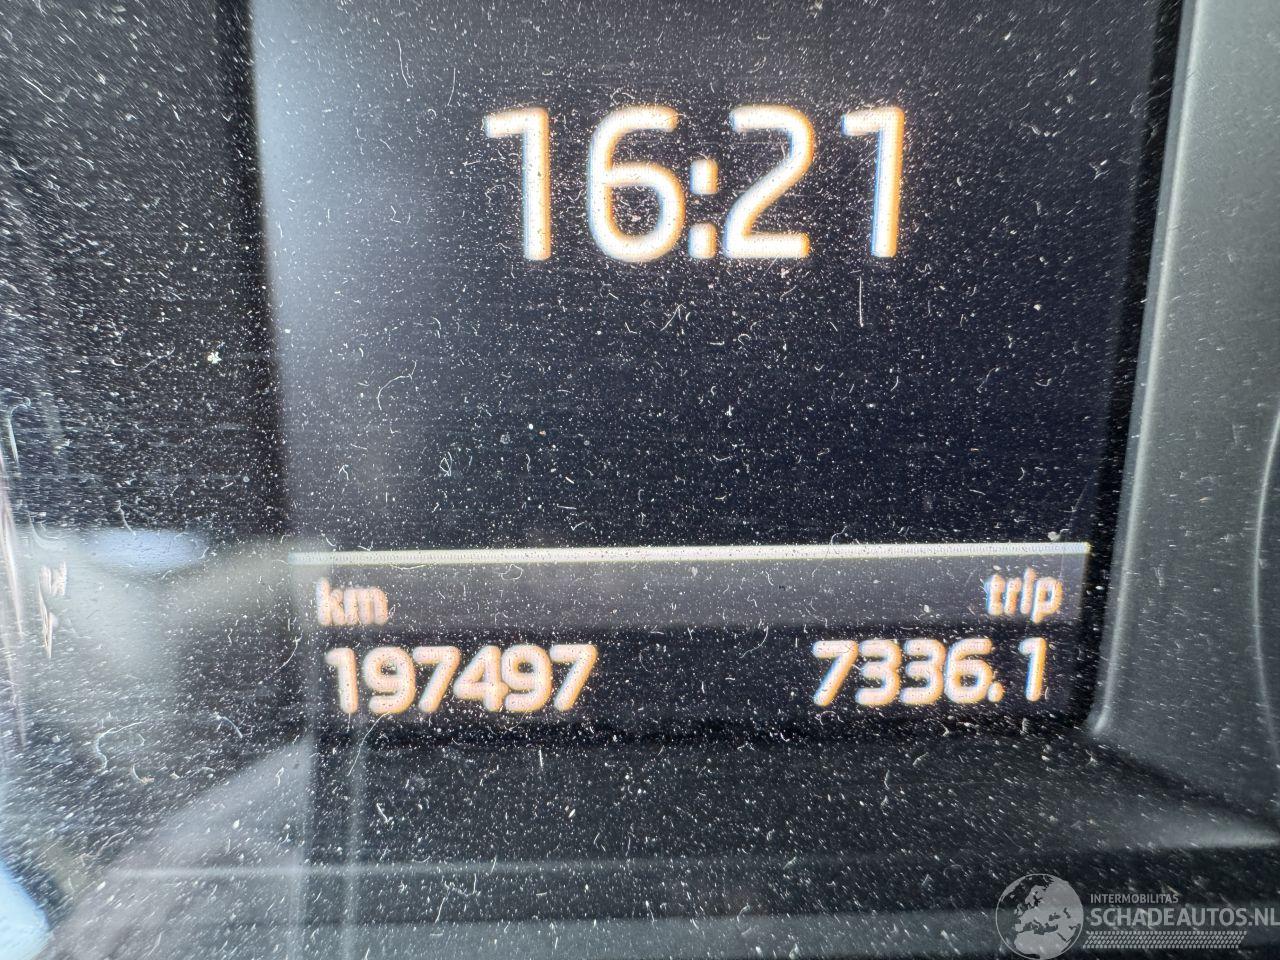 16:21
km trip
197497 7336.1
INTERMOBILITAS
SCHADEAUTOS.NL